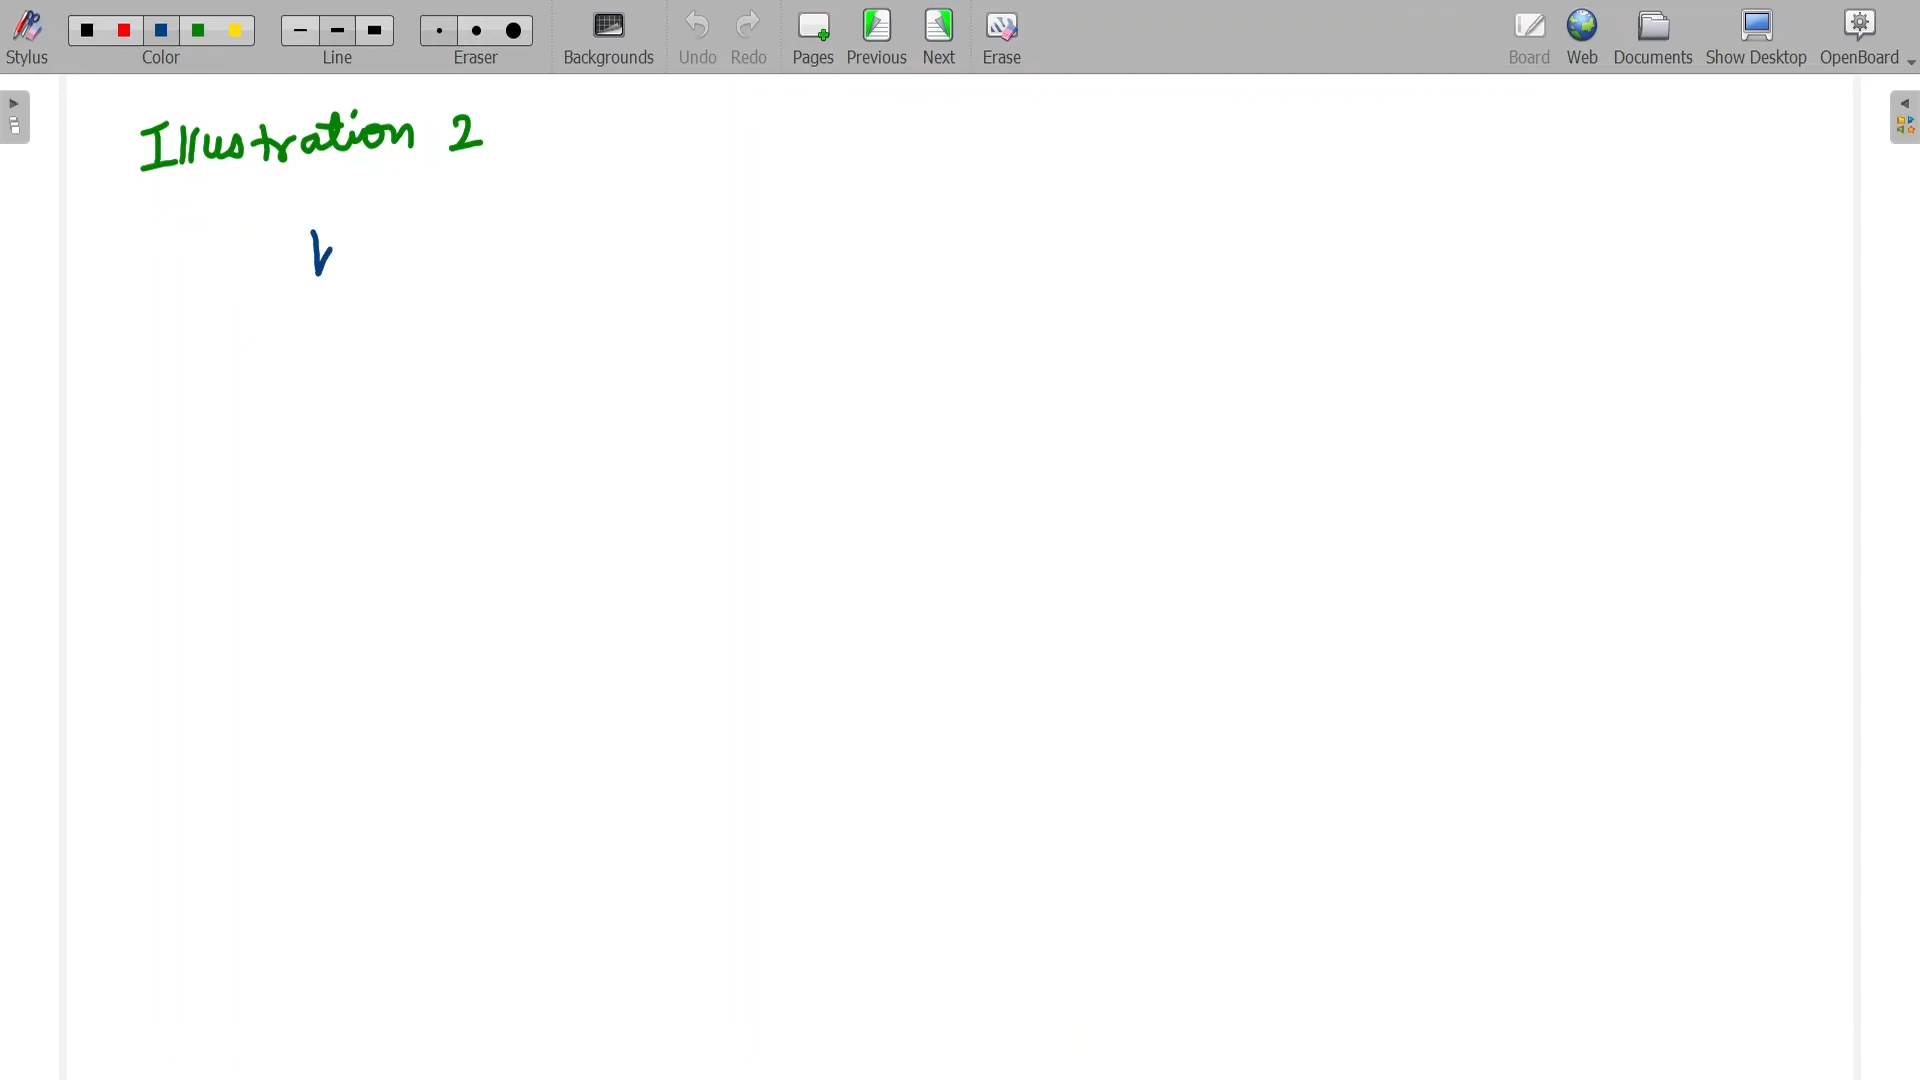 Stylus Color Line Eraser Backgrounds Undo Redo Pages Previous Next Erase Board Web Documents Show Desktop OpenBoard
Illustration 2